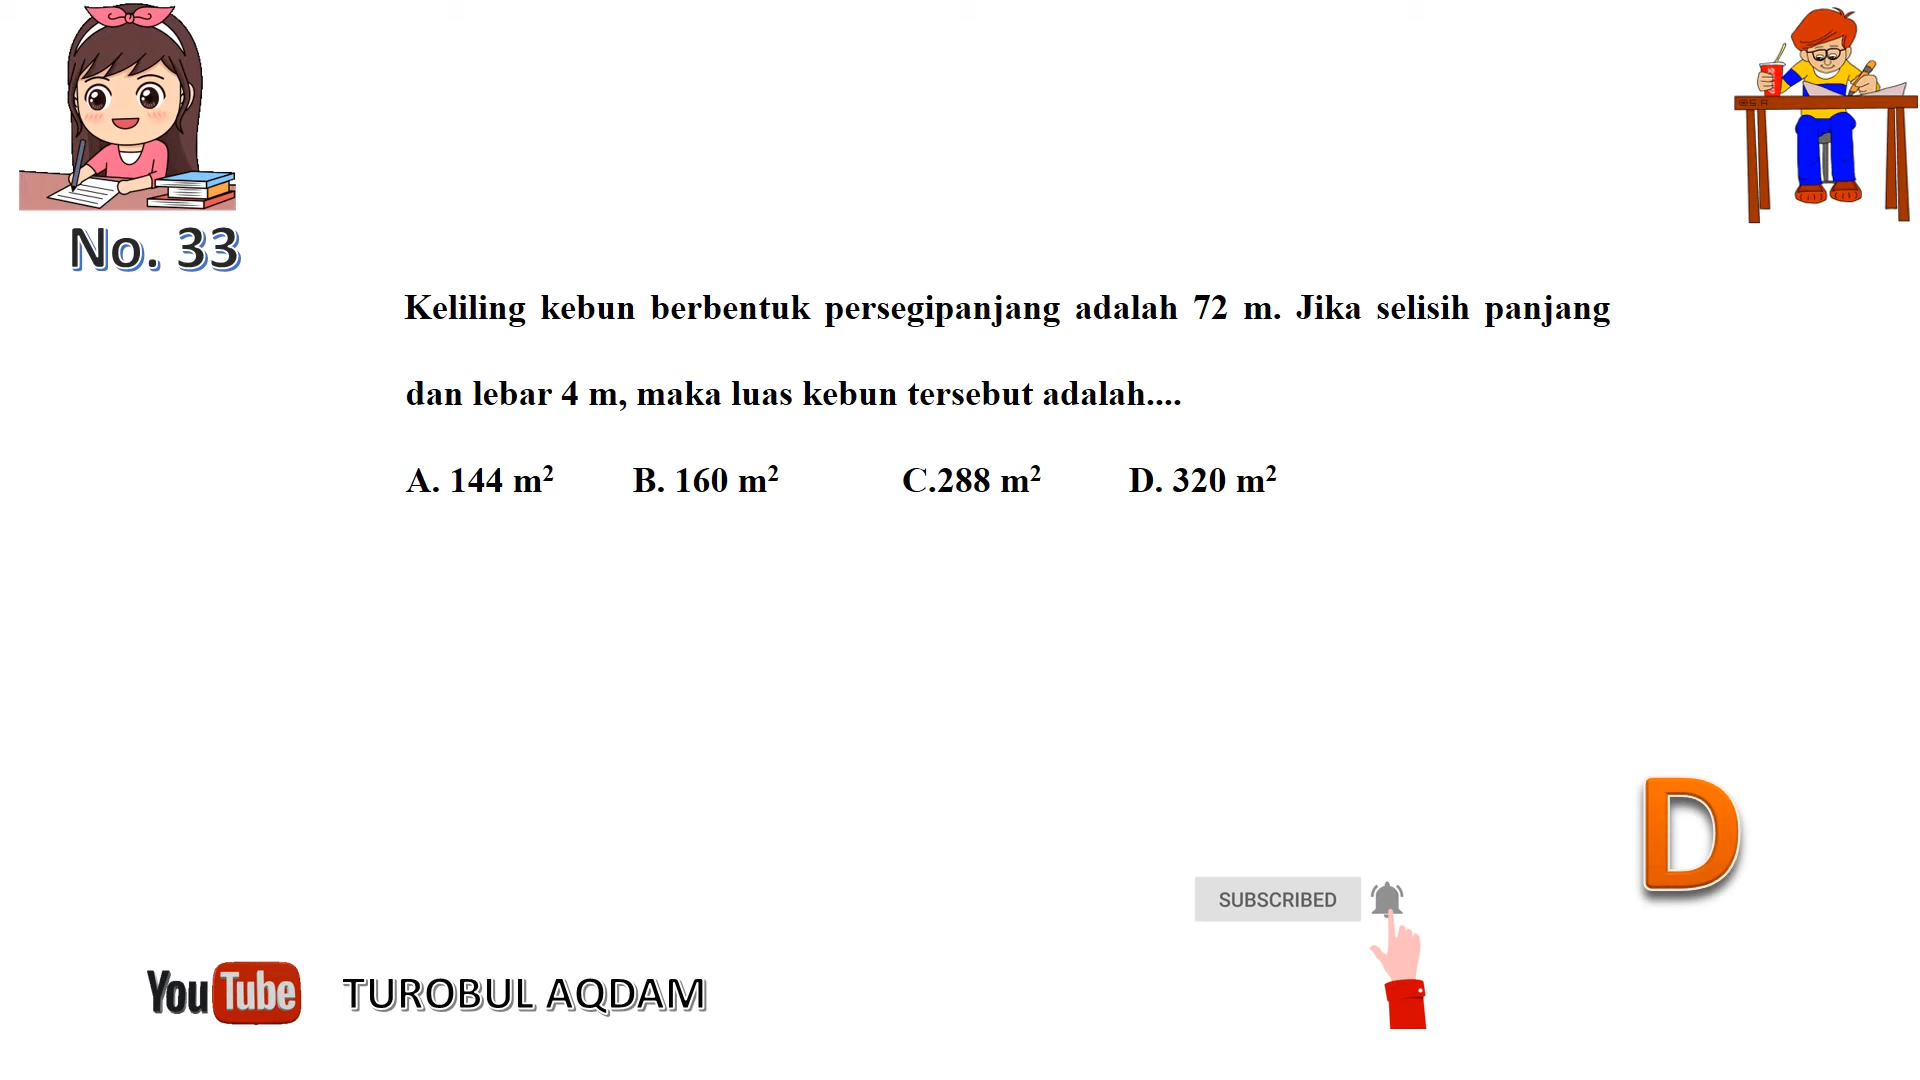 No. 33
Keliling kebun berbentuk persegipanjang adalah 72 m. Jika selisih panjang
dan lebar 4 m, maka luas kebun tersebut adalah....
A. 144 m² B. 160 m² C.288 m² D. 320 m²
D
SUBSCRIBED
YouTube TUROBUL AQDAM